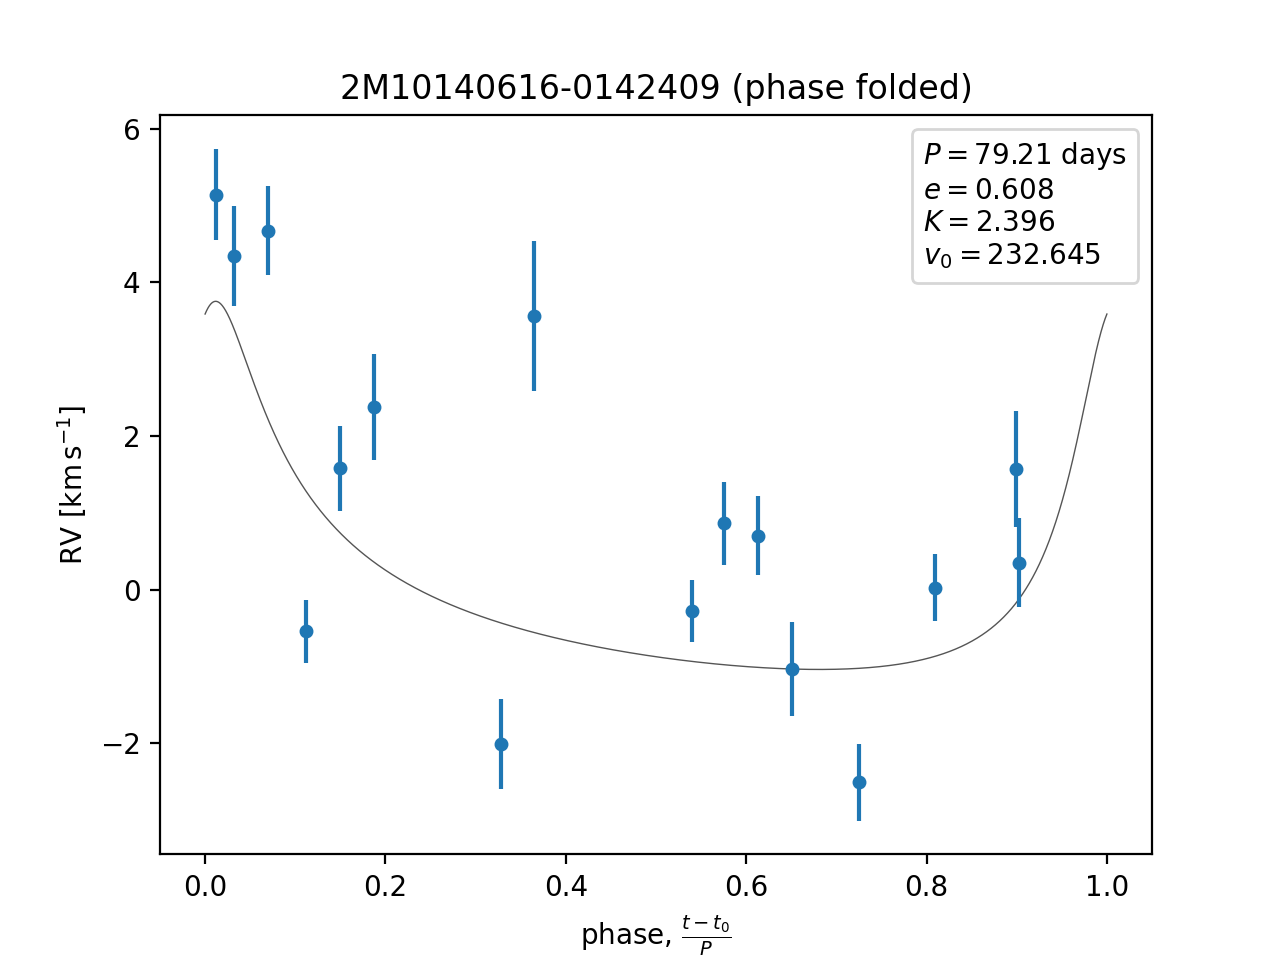 2M10140616-0142409 (phase folded)
P = 79.21 days
e = 0.608
K = 2.396
v₀ = 232.645
6
4
2
0
−2
RV [km s⁻¹]
0.0 0.2 0.4 0.6 0.8 1.0
phase, (t − t₀)/P